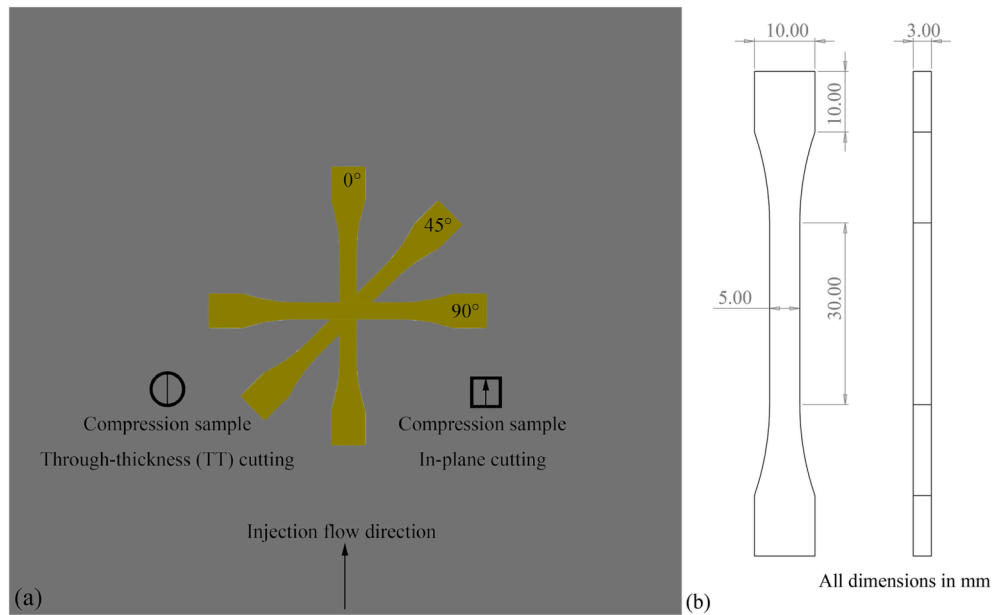 0°
45°
90°
Compression sample
Through-thickness (TT) cutting
Compression sample
In-plane cutting
Injection flow direction
(a)
10.00
3.00
10.00
5.00
30.00
All dimensions in mm
(b)